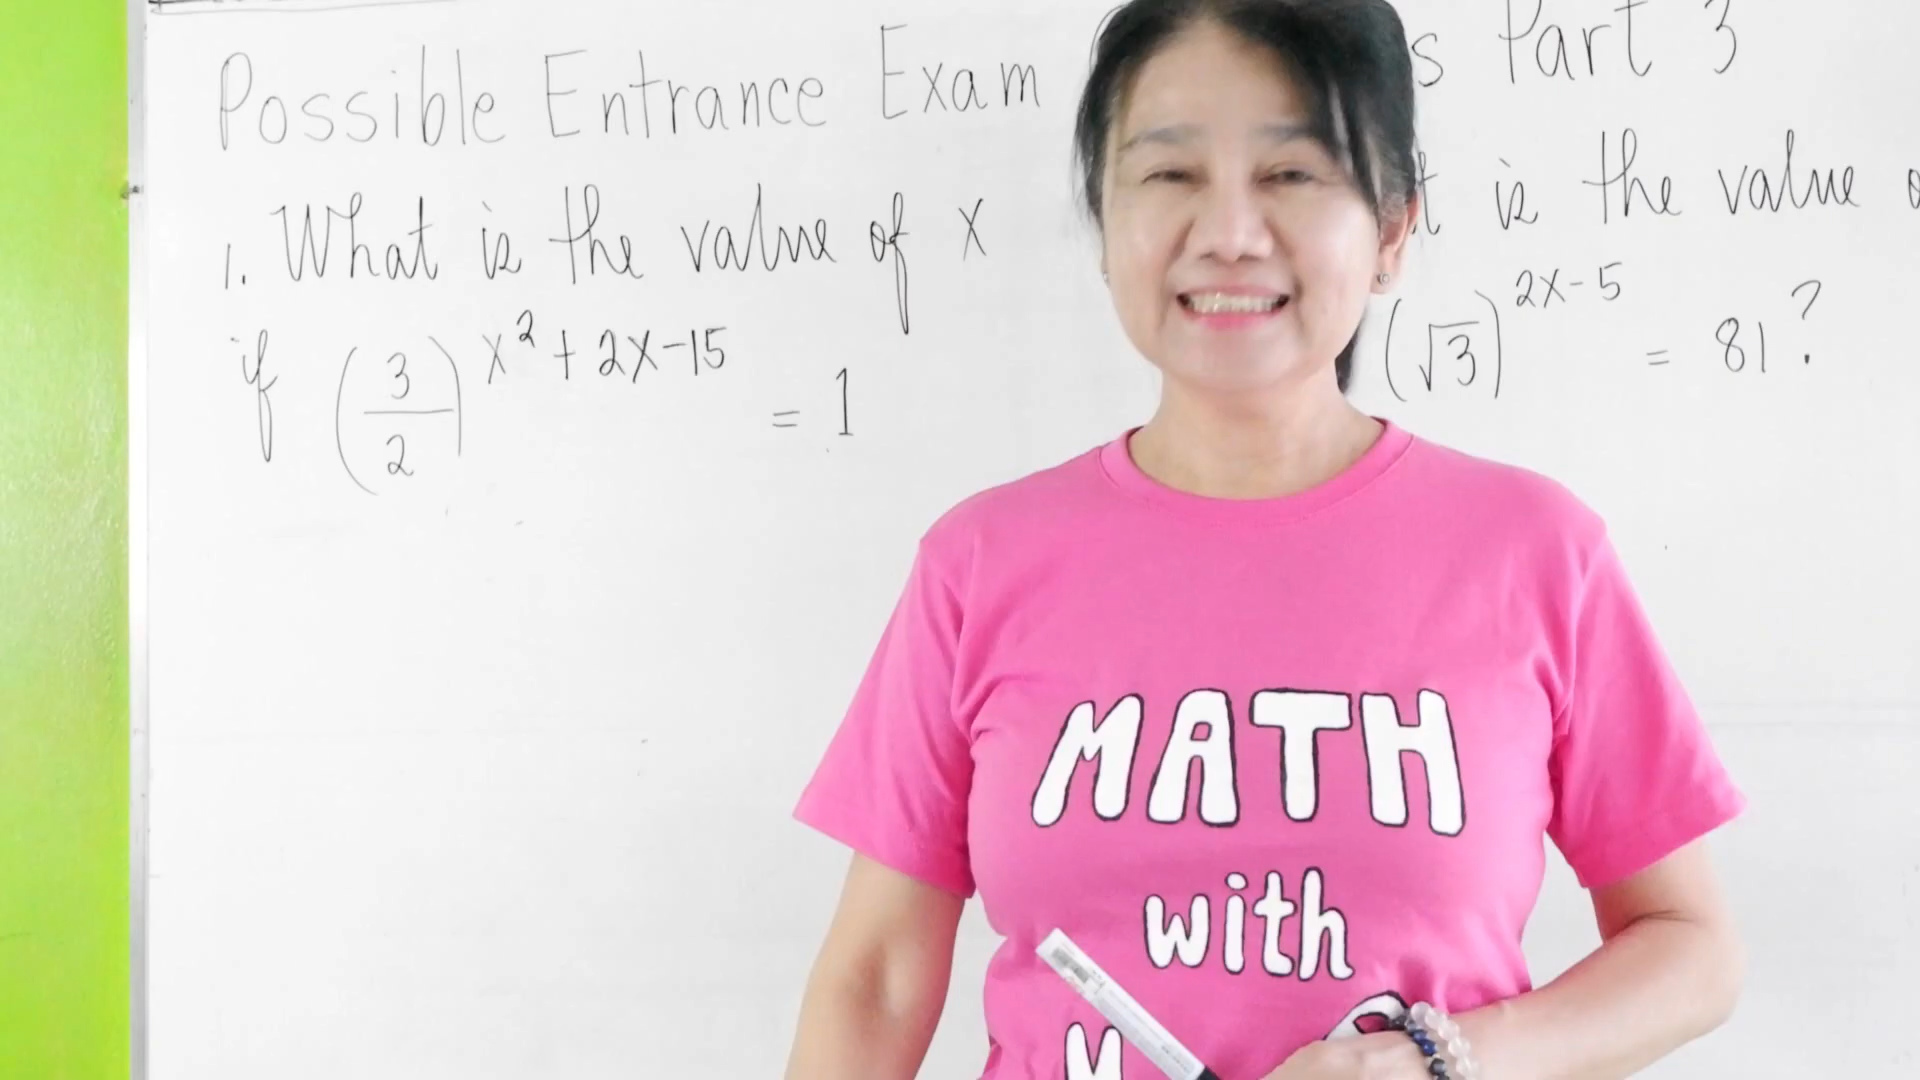 Possible Entrance Exam s Part 3
1. What is the value of x
if (3/2)^x²+2x-15 = 1
t is the value o
(√3)^2x-5 = 81?
MATH
with
M